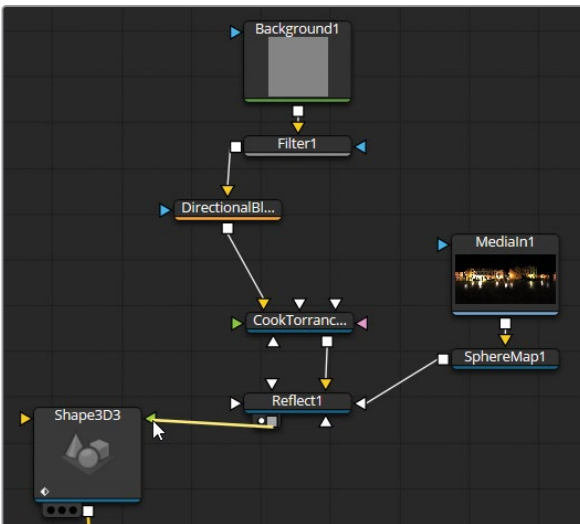 Background1
Filter1
DirectionalBl...
MediaIn1
CookTorranc...
SphereMap1
Reflect1
Shape3D3